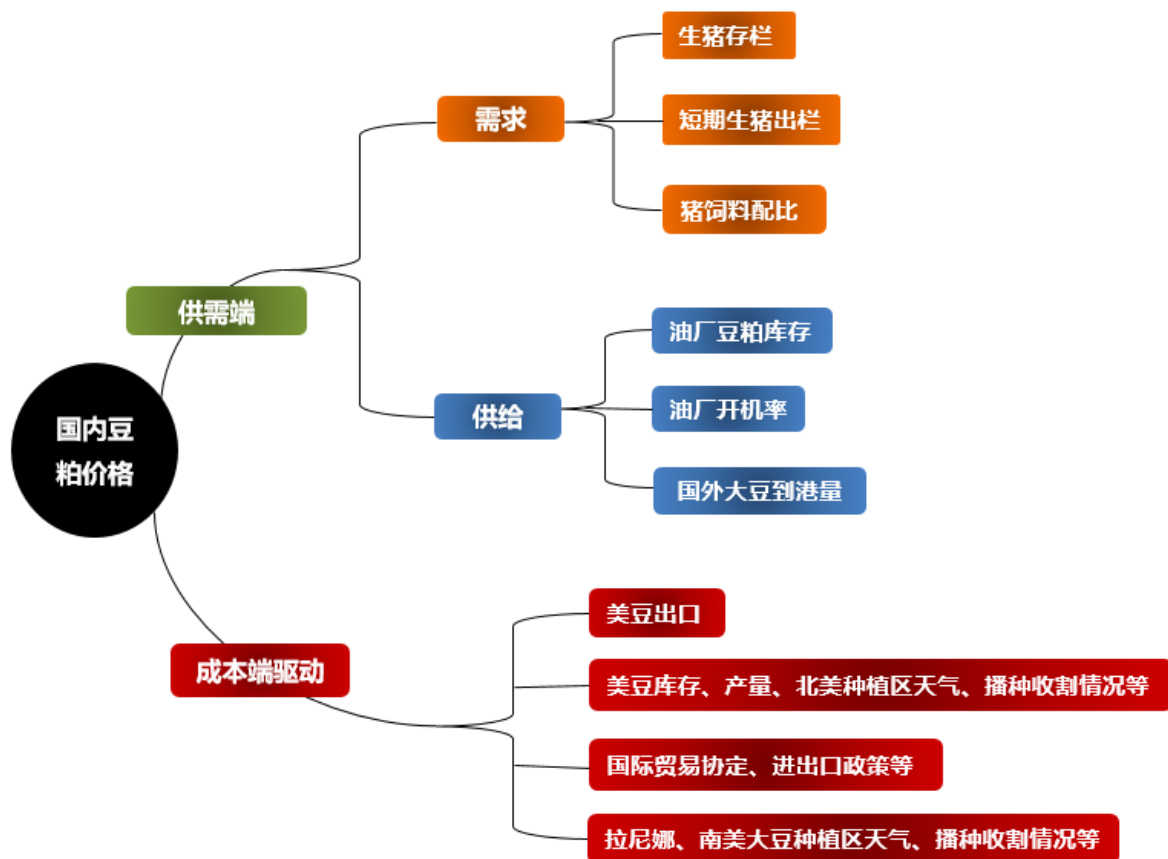 生猪存栏
需求
短期生猪出栏
猪饲料配比
供需端
油厂豆粕库存
供给
油厂开机率
国外大豆到港量
国内豆
粕价格
美豆出口
成本端驱动
美豆库存、产量、北美种植区天气、播种收割情况等
国际贸易协定、进出口政策等
拉尼娜、南美大豆种植区天气、播种收割情况等